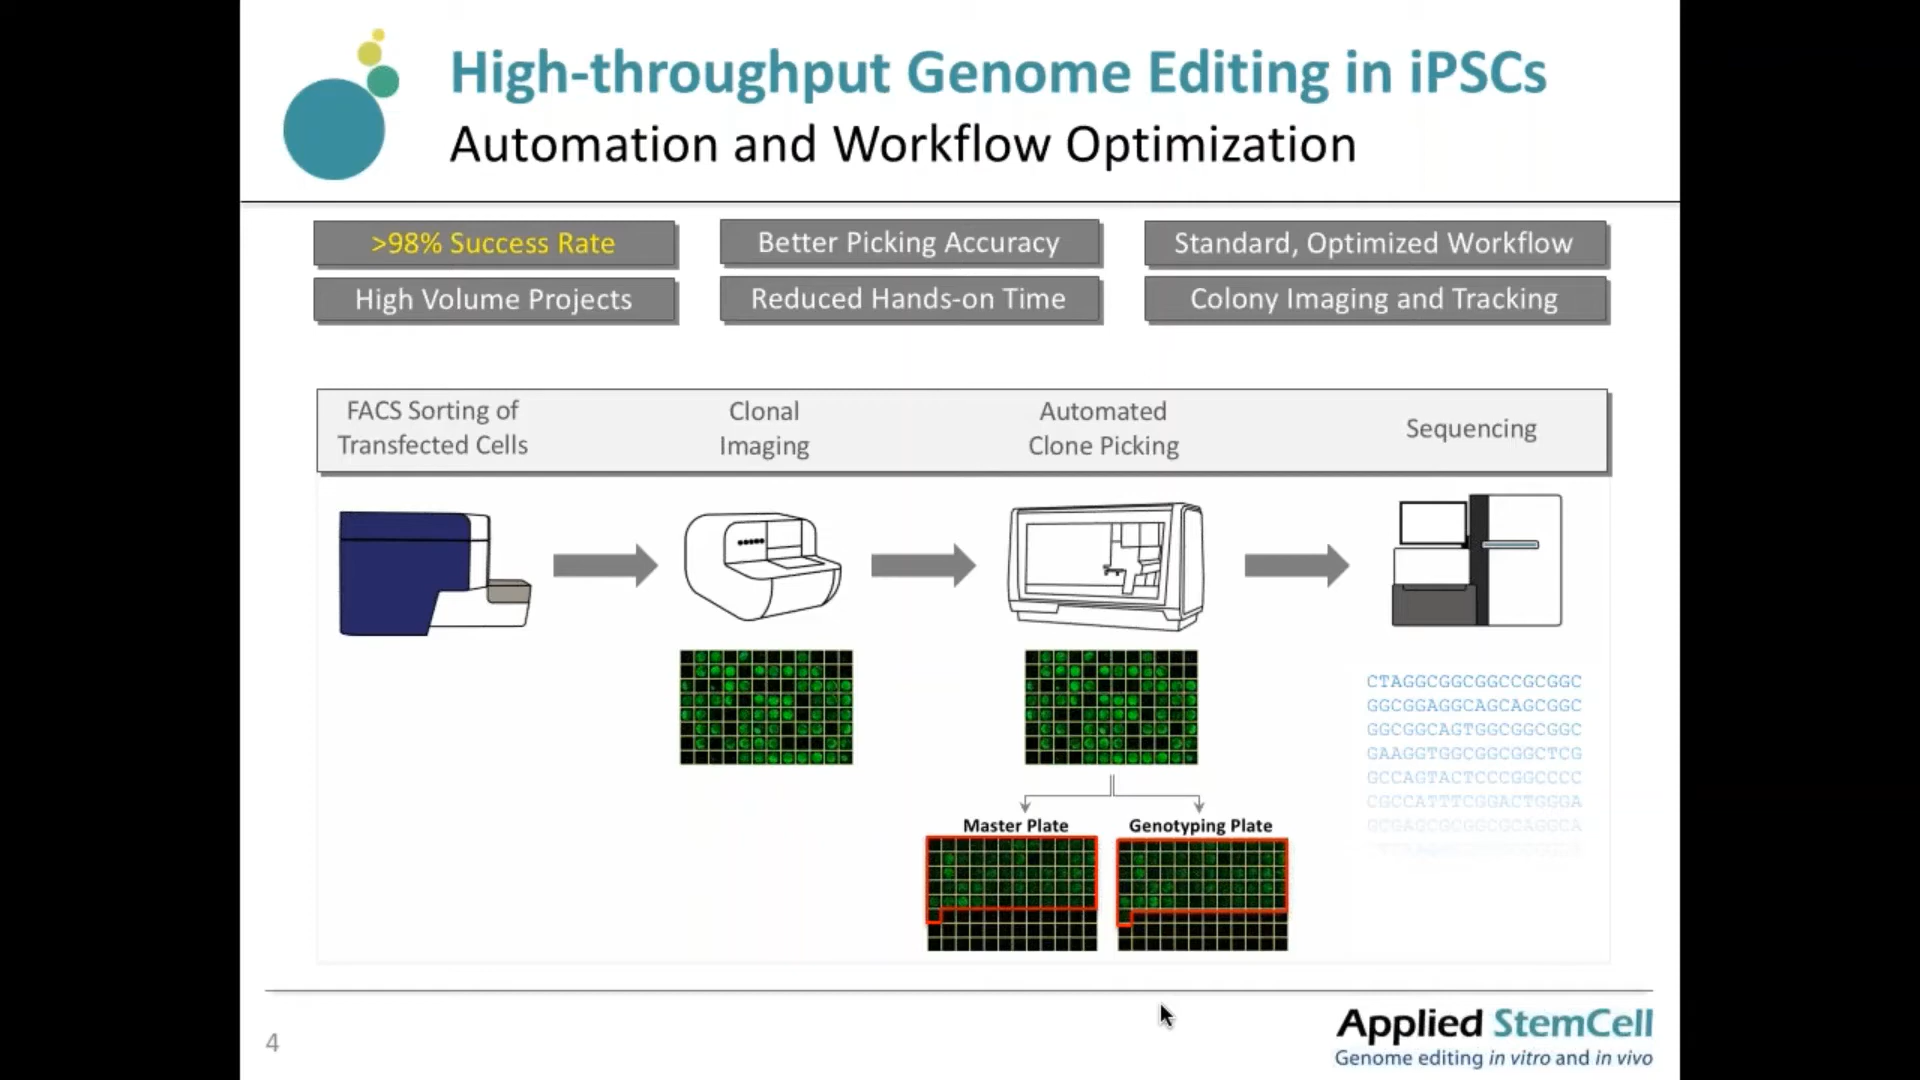 High-throughput Genome Editing in iPSCs
Automation and Workflow Optimization
>98% Success Rate
Better Picking Accuracy
Standard, Optimized Workflow
High Volume Projects
Reduced Hands-on Time
Colony Imaging and Tracking
FACS Sorting of
Transfected Cells
Clonal
Imaging
Automated
Clone Picking
Sequencing
CTAGGCGGCGGCCGCGGC
GGCGGAGGCAGCAGCGGC
GGCGGCAGTGGCGGCGGC
GAAGGTGGCGGCGGCTCG
GCCAGTACTCCCGGCCCC
CGCCATTTCGGACTGGGA
GCGAGCGCGGCGCAGGCA
Master Plate
Genotyping Plate
4
Applied StemCell
Genome editing in vitro and in vivo